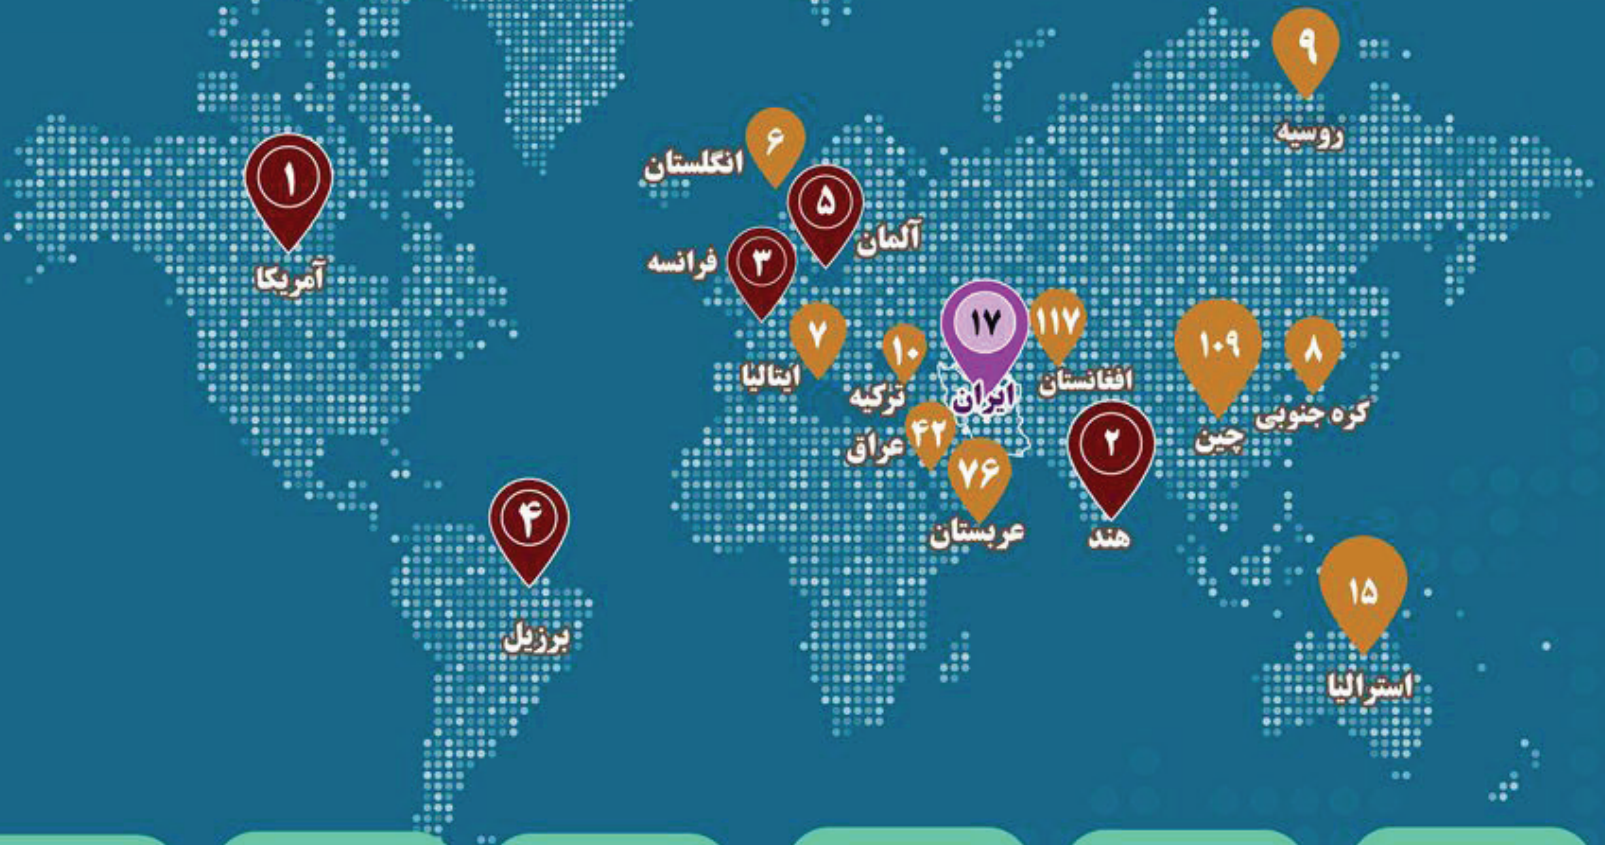 ۹
روسیه
۶
انگلستان
۱
آمریکا
۵
آلمان
۳
فرانسه
۱۷
ایران
۱۱۷
افغانستان
۱۰۹
چین
۸
کره جنوبی
۷
ایتالیا
۱۰
ترکیه
۴۲
عراق
۷۶
عربستان
۲
هند
۴
برزیل
۱۵
استرالیا